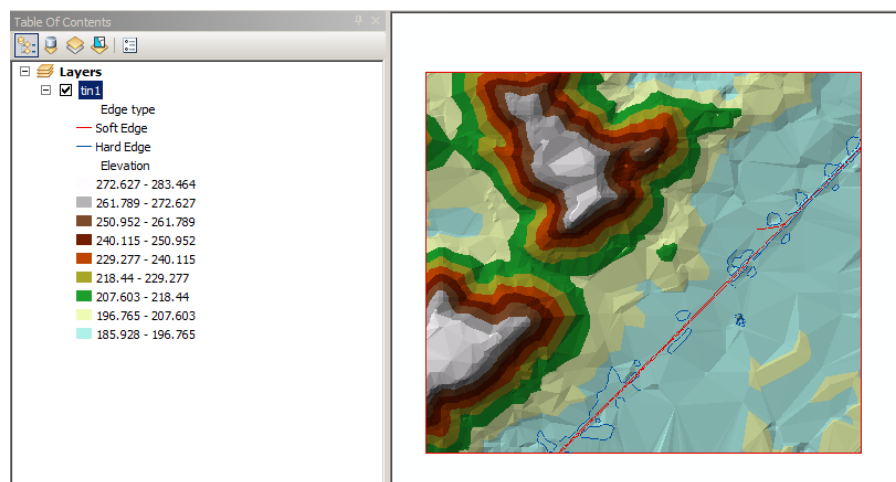 Table Of Contents
Layers
tin1
Edge type
Soft Edge
Hard Edge
Elevation
272.627 - 283.464
261.789 - 272.627
250.952 - 261.789
240.115 - 250.952
229.277 - 240.115
218.44 - 229.277
207.603 - 218.44
196.765 - 207.603
185.928 - 196.765